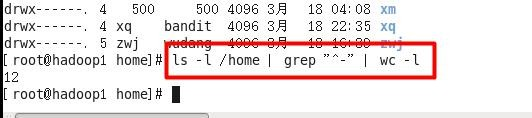 drwx------. 4 500 500 4096 3月 18 04:08 xm
drwx------. 4 xq bandit 4096 3月 18 22:35 xq
drwx------. 5 zwj wudang 4096 3月 18 16:39 zwj
[root@hadoop1 home]# ls -l /home | grep "^-" | wc -l
12
[root@hadoop1 home]#